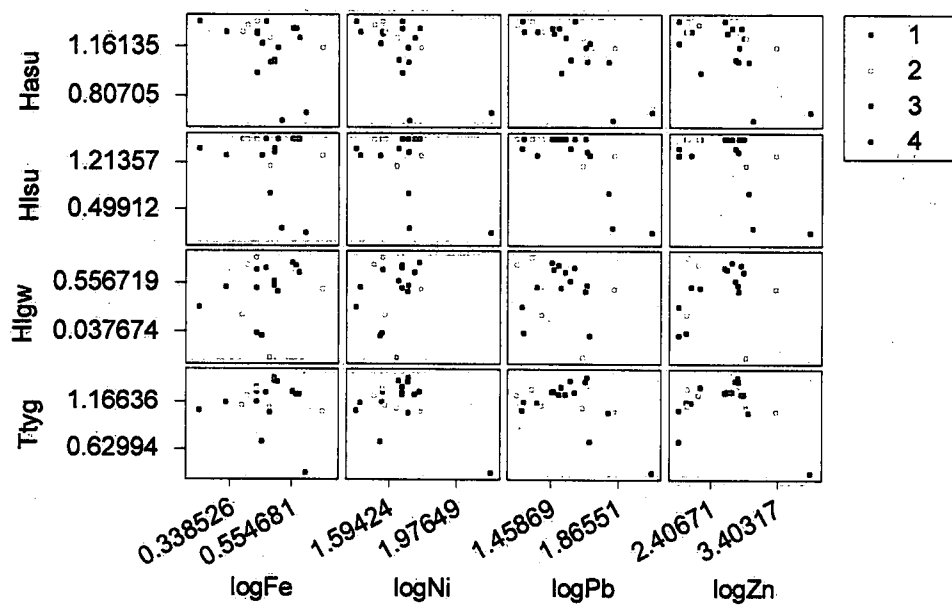 Hasu
1.16135
0.80705
Hlsu
1.21357
0.49912
Hlgw
0.556719
0.037674
Ttyg
1.16636
0.62994
0.338526
0.554681
1.59424
1.97649
1.45869
1.86551
2.40671
3.40317
logFe
logNi
logPb
logZn
1
2
3
4